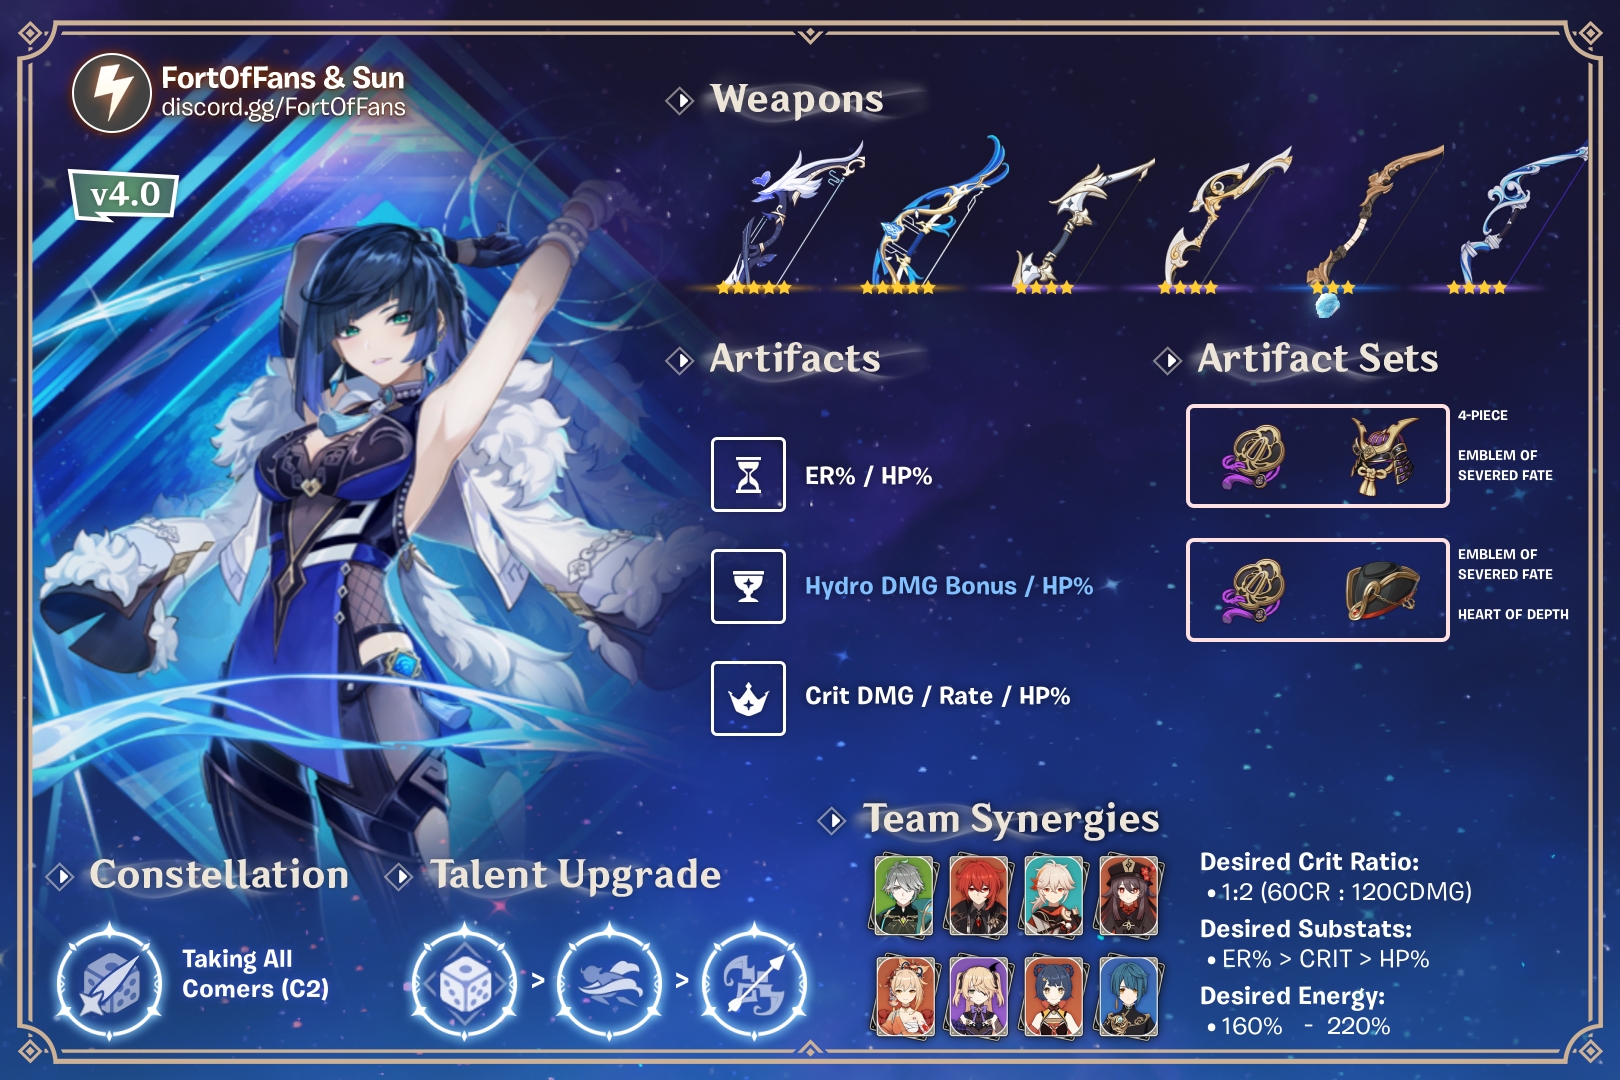 FortOfFans & Sun
discord.gg/FortOfFans
v4.0
Weapons
Artifacts
ER% / HP%
Hydro DMG Bonus / HP%
Crit DMG / Rate / HP%
Artifact Sets
4-PIECE
EMBLEM OF
SEVERED FATE
EMBLEM OF
SEVERED FATE
HEART OF DEPTH
Constellation
Taking All
Comers (C2)
Talent Upgrade
> >
Team Synergies
Desired Crit Ratio:
• 1:2 (60CR : 120CDMG)
Desired Substats:
• ER% > CRIT > HP%
Desired Energy:
• 160% - 220%